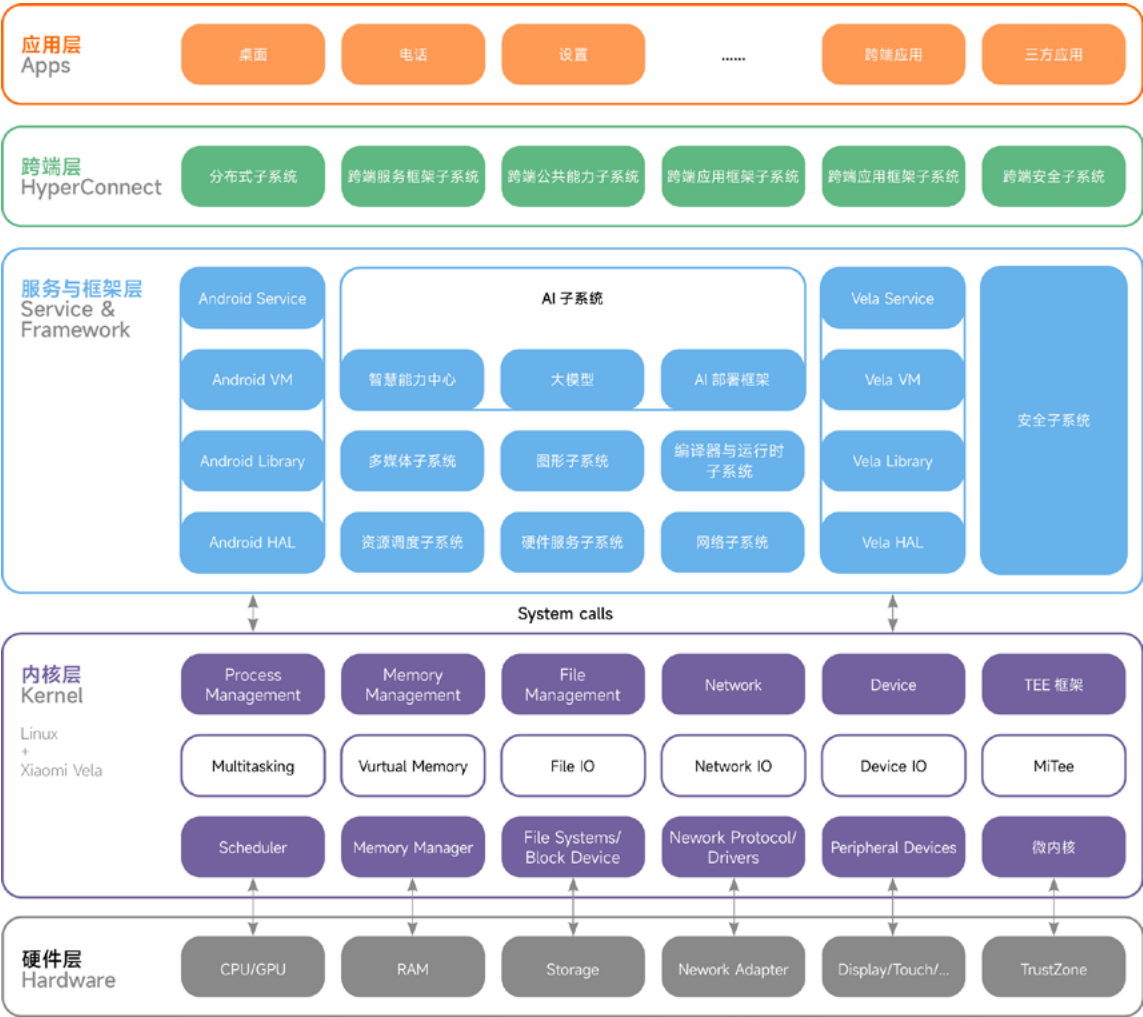 应用层
Apps
桌面
电话
设置
......
跨端应用
三方应用
跨端层
HyperConnect
分布式子系统
跨端服务框架子系统
跨端公共能力子系统
跨端应用框架子系统
跨端应用框架子系统
跨端安全子系统
服务与框架层
Service &
Framework
Android Service
AI 子系统
Vela Service
Android VM
智慧能力中心
大模型
AI 部署框架
Vela VM
安全子系统
Android Library
多媒体子系统
图形子系统
编译器与运行时
子系统
Vela Library
Android HAL
资源调度子系统
硬件服务子系统
网络子系统
Vela HAL
System calls
内核层
Kernel
Linux
+
Xiaomi Vela
Process
Management
Memory
Management
File
Management
Network
Device
TEE 框架
Multitasking
Vurtual Memory
File IO
Network IO
Device IO
MiTee
Scheduler
Memory Manager
File Systems/
Block Device
Nework Protocol/
Drivers
Peripheral Devices
微内核
硬件层
Hardware
CPU/GPU
RAM
Storage
Nework Adapter
Display/Touch/...
TrustZone